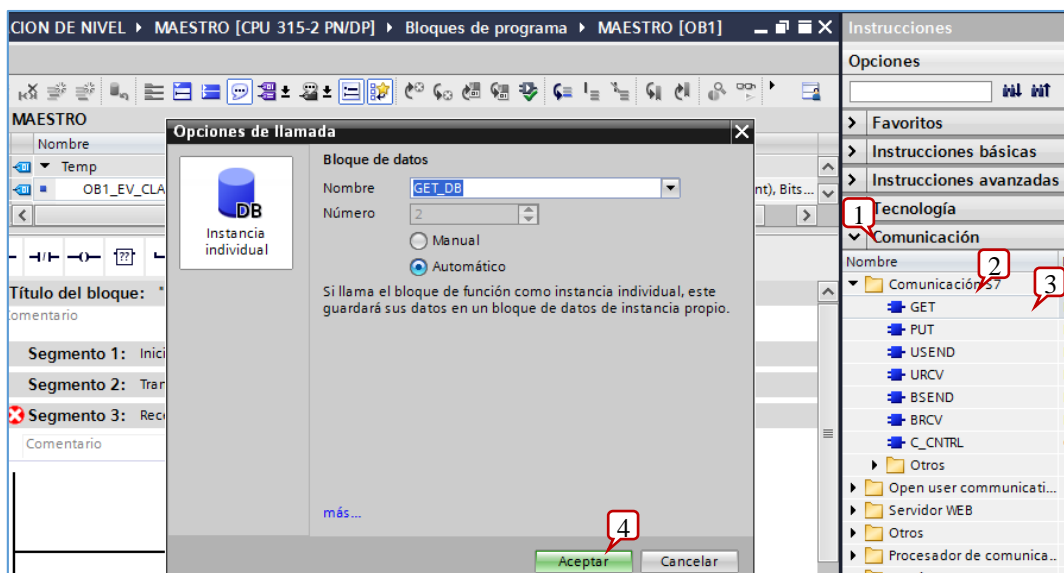 CION DE NIVEL ▸ MAESTRO [CPU 315-2 PN/DP] ▸ Bloques de programa ▸ MAESTRO [OB1]
MAESTRO
Nombre
Temp
OB1_EV_CLA
nt), Bits...
Título del bloque: "
omentario
Segmento 1: Inici
Segmento 2: Tran
Segmento 3: Rece
Comentario
Opciones de llamada
DB
Instancia
individual
Bloque de datos
Nombre GET_DB
Número 2
Manual
Automático
Si llama el bloque de función como instancia individual, este
guardará sus datos en un bloque de datos de instancia propio.
más...
4
Aceptar Cancelar
Instrucciones
Opciones
Favoritos
Instrucciones básicas
Instrucciones avanzadas
Tecnología
1
Comunicación
Nombre
2
Comunicación S7
3
GET
PUT
USEND
URCV
BSEND
BRCV
C_CNTRL
Otros
Open user communicati...
Servidor WEB
Otros
Procesador de comunica...